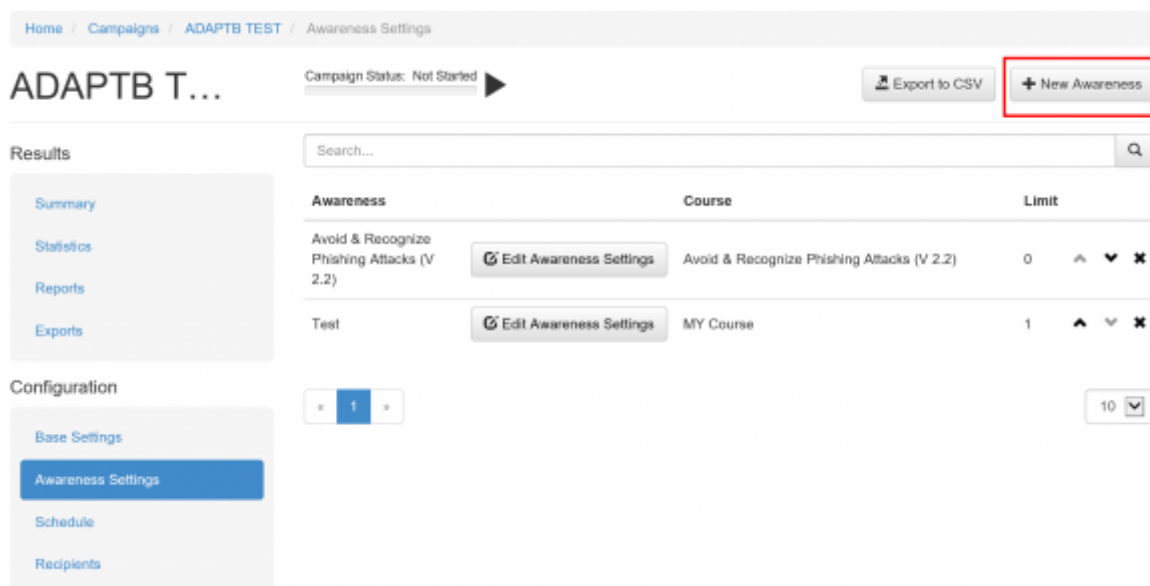 Home / Campaigns / ADAPTB TEST / Awareness Settings
ADAPTB T...
Campaign Status: Not Started
Export to CSV
+ New Awareness
Results
Summary
Statistics
Reports
Exports
Configuration
Base Settings
Awareness Settings
Schedule
Recipients
Search...
Awareness Course Limit
Avoid & Recognize
Phishing Attacks (V
2.2)
Edit Awareness Settings
Avoid & Recognize Phishing Attacks (V 2.2)
0
Test
Edit Awareness Settings
MY Course
1
« 1 »
10